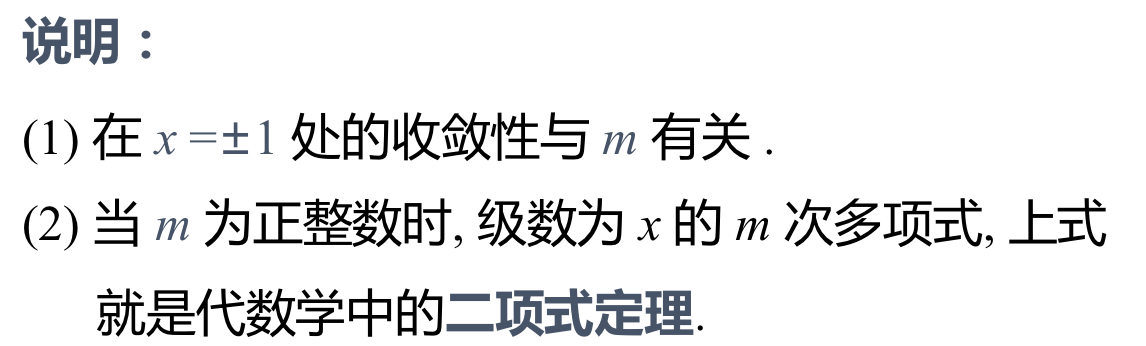 说明：
(1) 在 x =±1 处的收敛性与 m 有关 .
(2) 当 m 为正整数时, 级数为 x 的 m 次多项式, 上式
就是代数学中的二项式定理.